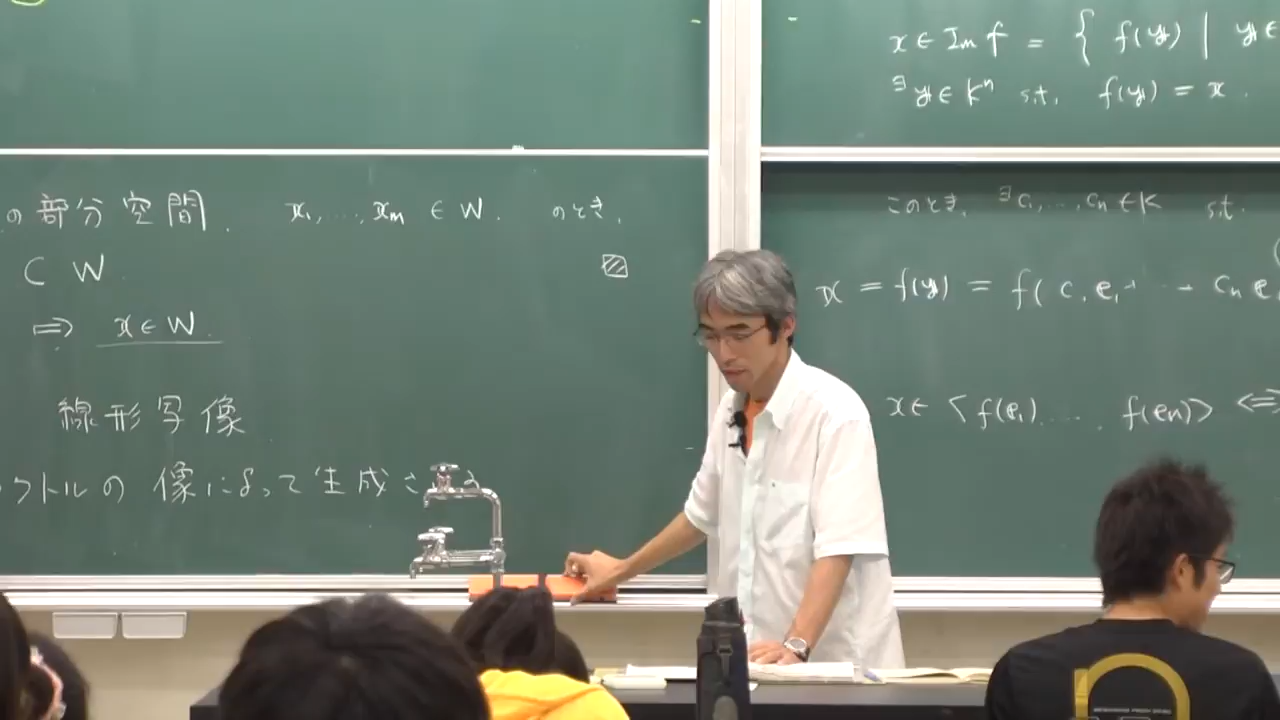 の部分空間. x₁, …, xₘ ∈ W. のとき,
⊂ W
⇒ x ∈ W.
線形写像
クトルの像によって生成さ
x ∈ Im f = { f(y) | y ∈
∃y ∈ Kⁿ s.t. f(y) = x.
このとき, ∃c₁, …, cₙ ∈ K s.t.
x = f(y) = f( c₁e₁ + … cₙe
x ∈ < f(e₁) … , f(eₙ)> ⇔